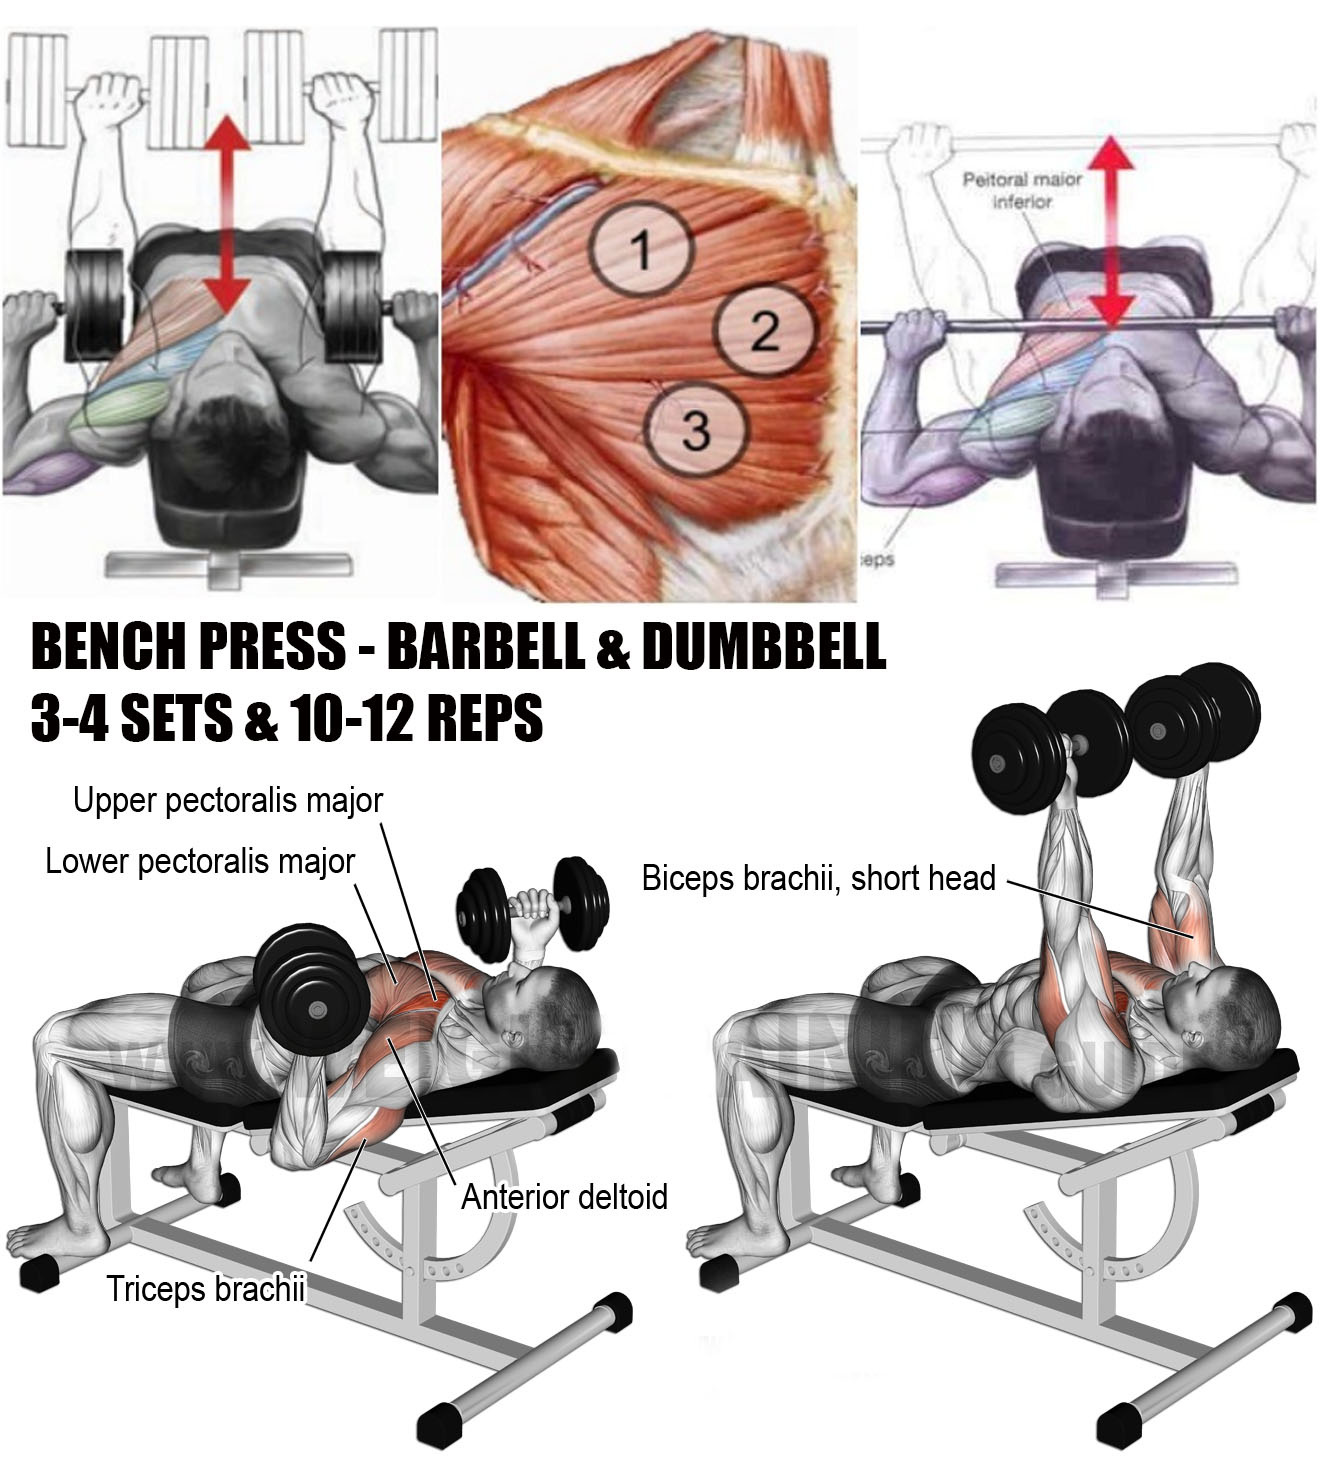 1
2
3
Peitoral maior
inferior
ceps
BENCH PRESS - BARBELL & DUMBBELL
3-4 SETS & 10-12 REPS
Upper pectoralis major
Lower pectoralis major
Biceps brachii, short head
Anterior deltoid
Triceps brachii